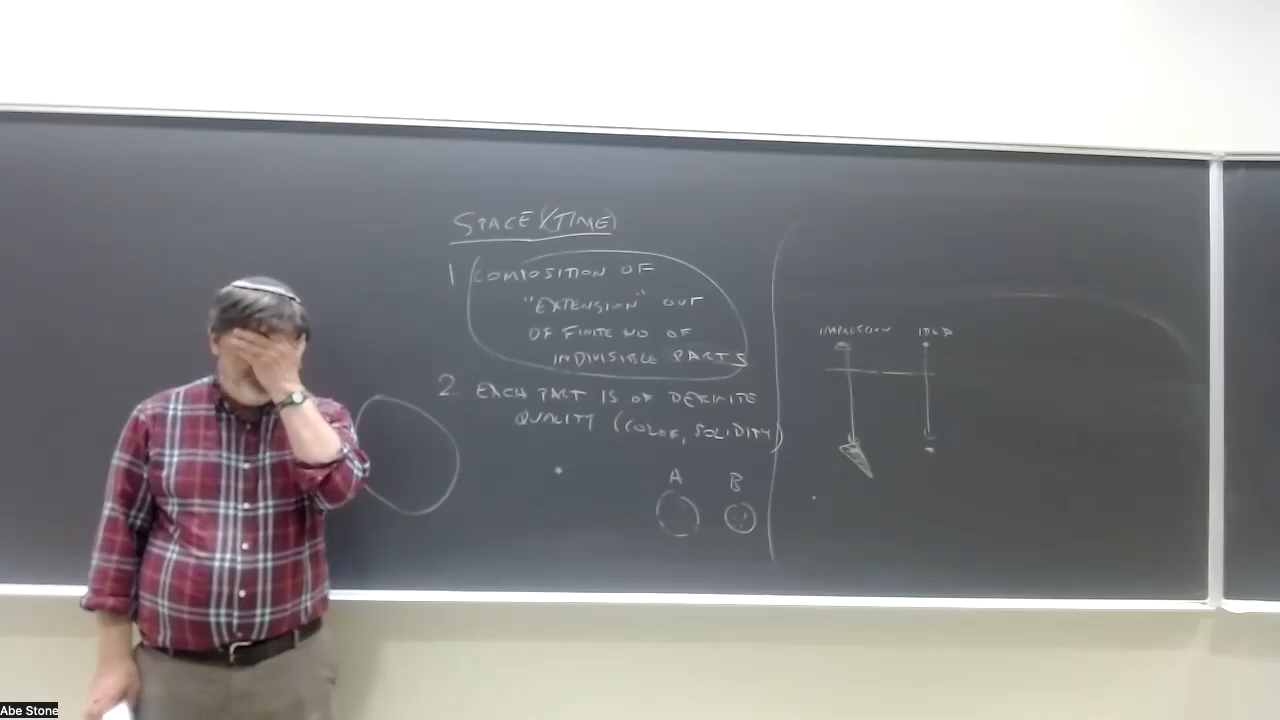 SPACE (TIME)
1 COMPOSITION OF
"EXTENSION" OUT
OF FINITE NO OF
INDIVISIBLE PARTS
2 EACH PART IS OF DEFINITE
QUALITY (COLOR, SOLIDITY)
A B
IMPRESSION IDEA
Abe Stone